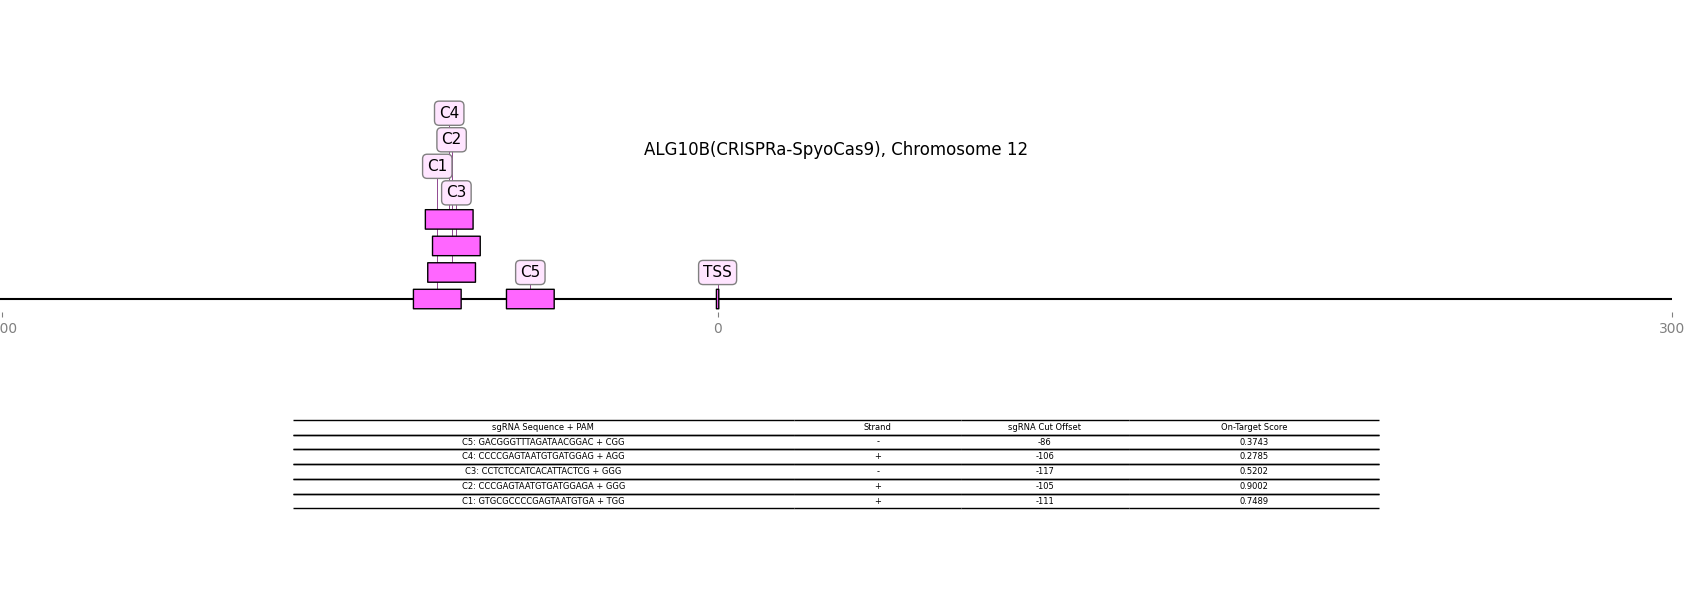 C4
C2
ALG10B(CRISPRa-SpyoCas9), Chromosome 12
C1
C3
C5
TSS
00
0
300
sgRNA Sequence + PAM Strand sgRNA Cut Offset On-Target Score
C5: GACGGGTTTAGATAACGGAC + CGG - -86 0.3743
C4: CCCCGAGTAATGTGATGGAG + AGG + -106 0.2785
C3: CCTCTCCATCACATTACTCG + GGG - -117 0.5202
C2: CCCGAGTAATGTGATGGAGA + GGG + -105 0.9002
C1: GTGCGCCCCGAGTAATGTGA + TGG + -111 0.7489